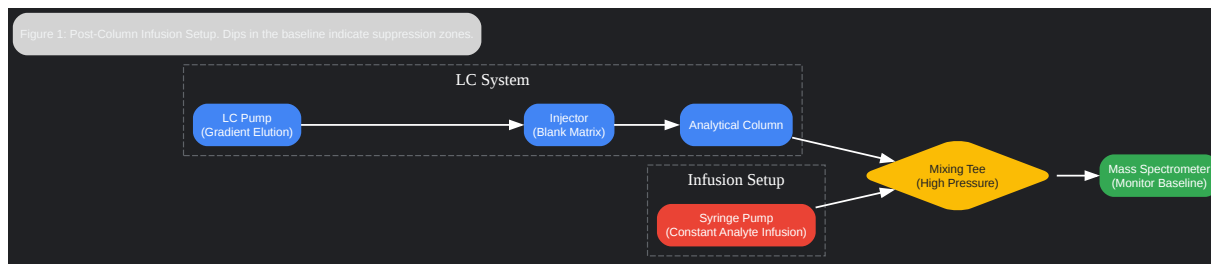 Figure 1: Post-Column Infusion Setup. Dips in the baseline indicate suppression zones.
LC System
LC Pump
(Gradient Elution)
Injector
(Blank Matrix)
Analytical Column
Infusion Setup
Syringe Pump
(Constant Analyte Infusion)
Mixing Tee
(High Pressure)
Mass Spectrometer
(Monitor Baseline)